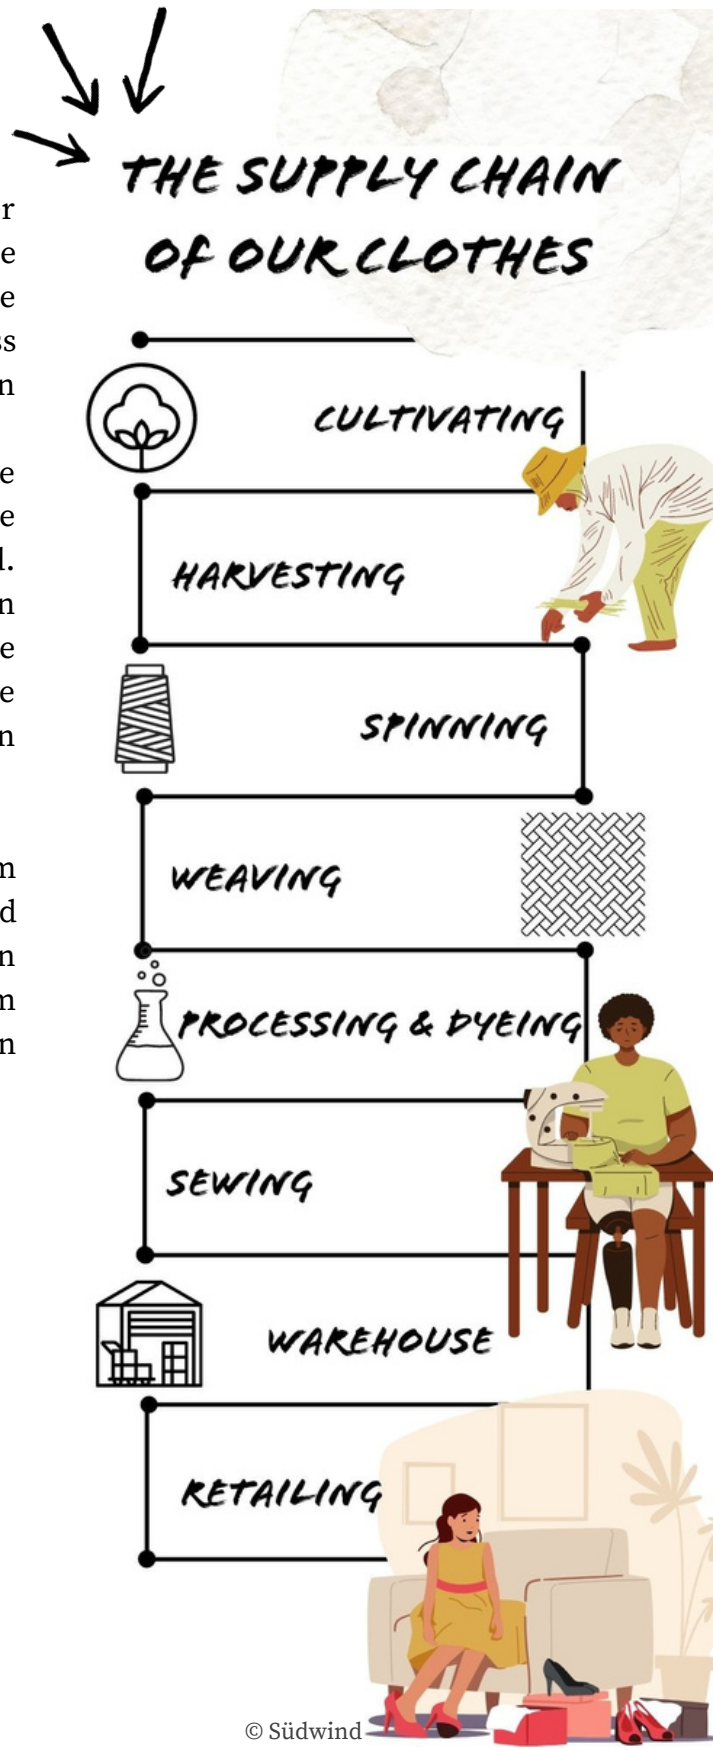 THE SUPPLY CHAIN
OF OUR CLOTHES
CULTIVATING
HARVESTING
SPINNING
WEAVING
PROCESSING & DYEING
SEWING
WAREHOUSE
RETAILING
© Südwind